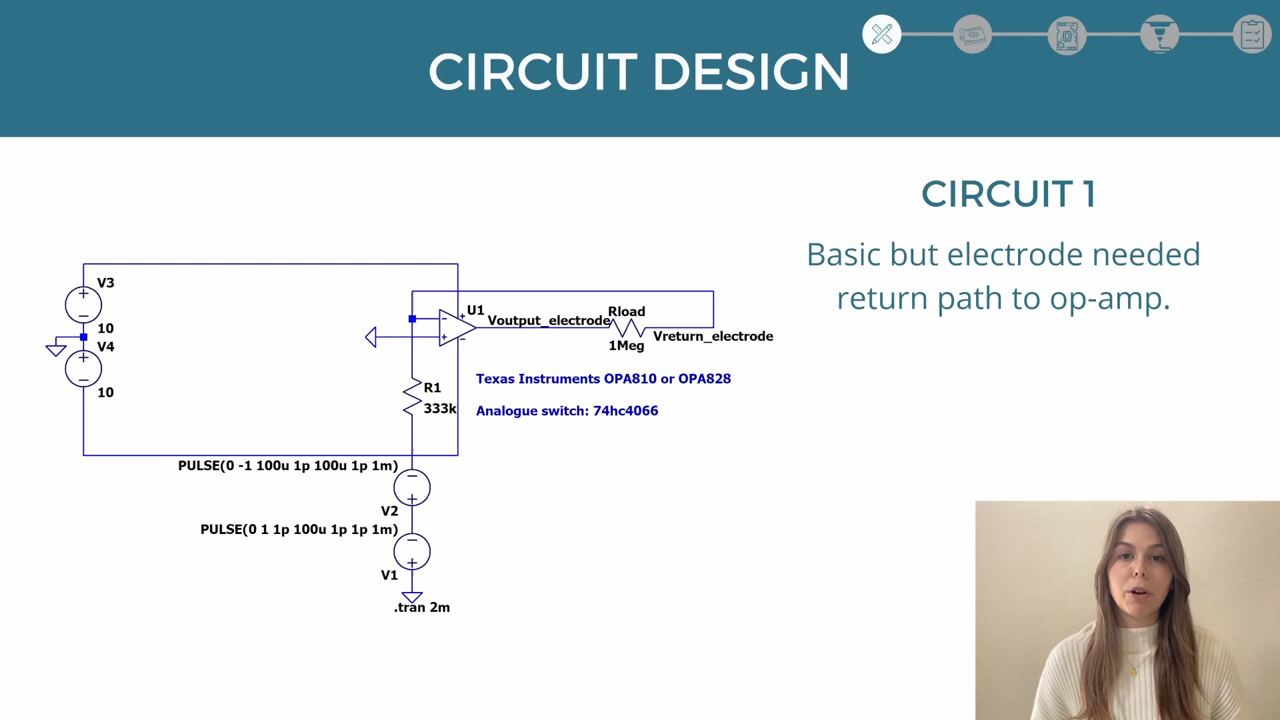 CIRCUIT DESIGN
CIRCUIT 1
Basic but electrode needed
return path to op-amp.
V3
10
V4
10
U1
Voutput_electrode
Rload
1Meg
Vreturn_electrode
R1
333k
Texas Instruments OPA810 or OPA828
Analogue switch: 74hc4066
PULSE(0 -1 100u 1p 100u 1p 1m)
V2
PULSE(0 1 1p 100u 1p 1p 1m)
V1
.tran 2m